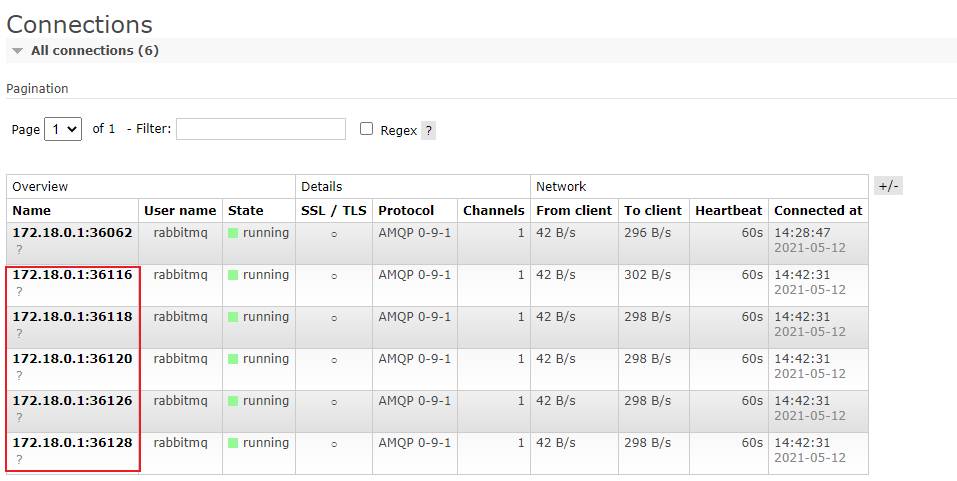 Connections
All connections (6)
Pagination
Page 1 of 1 - Filter: Regex ?
Overview Details Network +/-
Name User name State SSL / TLS Protocol Channels From client To client Heartbeat Connected at
172.18.0.1:36062 rabbitmq running ○ AMQP 0-9-1 1 42 B/s 296 B/s 60s 14:28:47
? 2021-05-12
172.18.0.1:36116 rabbitmq running ○ AMQP 0-9-1 1 42 B/s 302 B/s 60s 14:42:31
? 2021-05-12
172.18.0.1:36118 rabbitmq running ○ AMQP 0-9-1 1 42 B/s 298 B/s 60s 14:42:31
? 2021-05-12
172.18.0.1:36120 rabbitmq running ○ AMQP 0-9-1 1 42 B/s 298 B/s 60s 14:42:31
? 2021-05-12
172.18.0.1:36126 rabbitmq running ○ AMQP 0-9-1 1 42 B/s 298 B/s 60s 14:42:31
? 2021-05-12
172.18.0.1:36128 rabbitmq running ○ AMQP 0-9-1 1 42 B/s 298 B/s 60s 14:42:31
? 2021-05-12